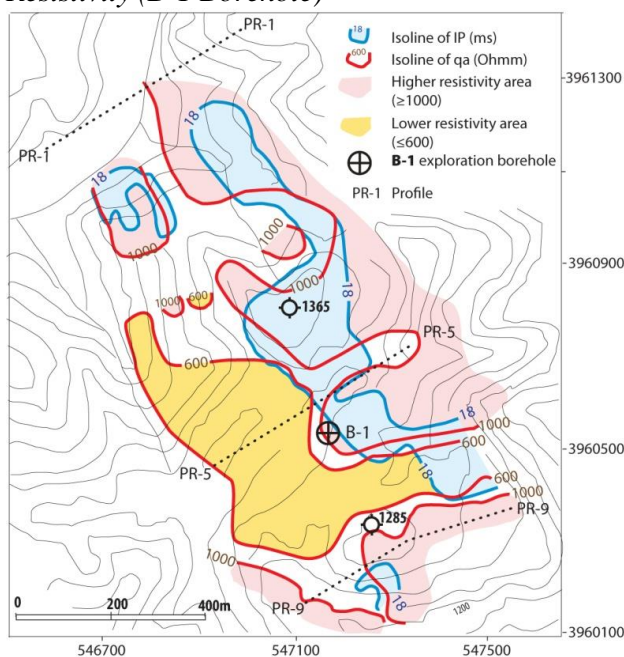 Resistivity (B-1 Borehole)
PR-1
Isoline of IP (ms)
600
Isoline of qa (Ohmm)
Higher resistivity area
(≥1000)
Lower resistivity area
(≤600)
B-1 exploration borehole
PR-1 Profile
3961300
PR-1
18
18
1000
1000
3960900
1000
18
1000
600
1365
PR-5
600
18
1000
B-1
600
3960500
PR-5
18
600
1000
1285
PR-9
1000
18
PR-9
1200
0 200 400m
3960100
546700 547100 547500